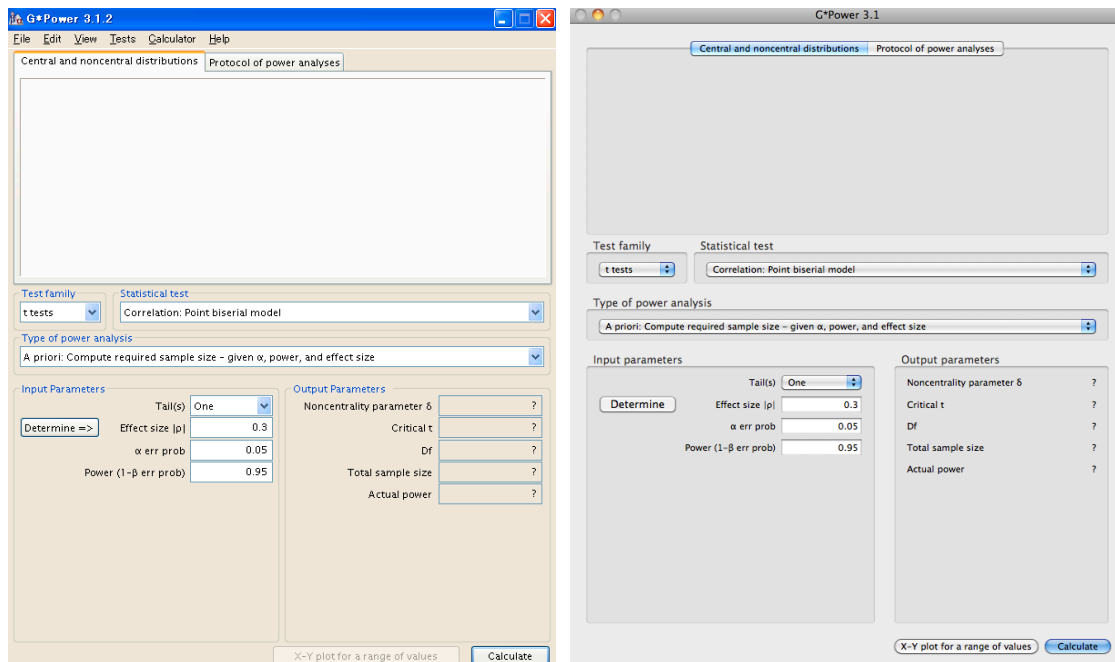 G*Power 3.1.2
File Edit View Tests Calculator Help
Central and noncentral distributions Protocol of power analyses
Test family Statistical test
t tests Correlation: Point biserial model
Type of power analysis
A priori: Compute required sample size – given α, power, and effect size
Input Parameters Output Parameters
Tail(s) One Noncentrality parameter δ ?
Determine => Effect size |ρ| 0.3 Critical t ?
α err prob 0.05 Df ?
Power (1–β err prob) 0.95 Total sample size ?
Actual power ?
X-Y plot for a range of values Calculate
G*Power 3.1
Central and noncentral distributions Protocol of power analyses
Test family Statistical test
t tests Correlation: Point biserial model
Type of power analysis
A priori: Compute required sample size – given α, power, and effect size
Input parameters Output parameters
Tail(s) One Noncentrality parameter δ ?
Determine Effect size |ρ| 0.3 Critical t ?
α err prob 0.05 Df ?
Power (1–β err prob) 0.95 Total sample size ?
Actual power ?
X-Y plot for a range of values Calculate